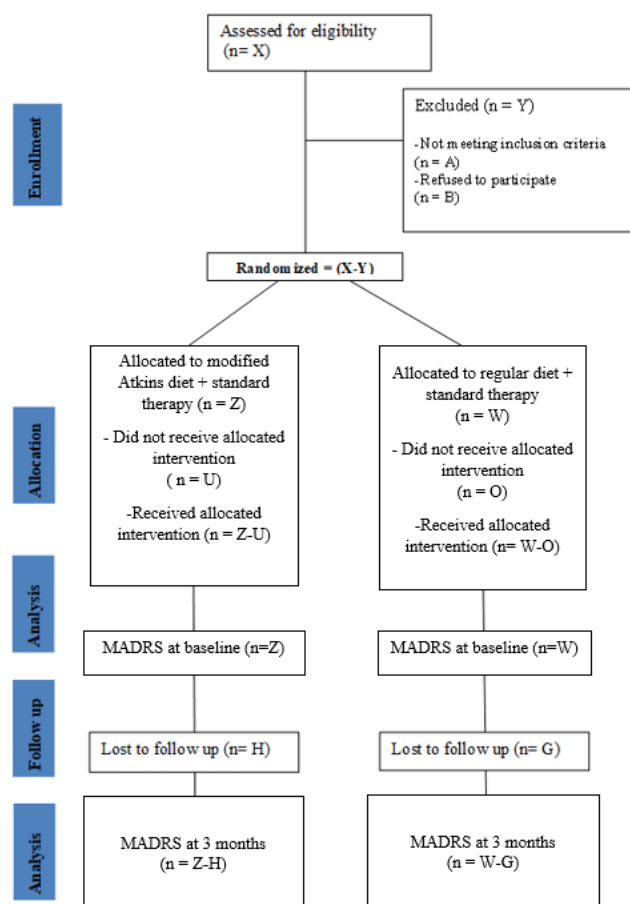 Assessed for eligibility
(n= X)
Enrollment
Excluded (n = Y)
-Not meeting inclusion criteria
(n = A)
-Refused to participate
(n = B)
Randomized = (X-Y)
Allocation
Allocated to modified
Atkins diet + standard
therapy (n = Z)
- Did not receive allocated
intervention
( n = U)
-Received allocated
intervention (n = Z-U)
Allocated to regular diet +
standard therapy
(n = W)
- Did not receive allocated
intervention
(n = O)
-Received allocated
intervention (n= W-O)
Analysis
MADRS at baseline (n=Z)
MADRS at baseline (n=W)
Follow up
Lost to follow up (n= H)
Lost to follow up (n= G)
Analysis
MADRS at 3 months
(n = Z-H)
MADRS at 3 months
(n = W-G)